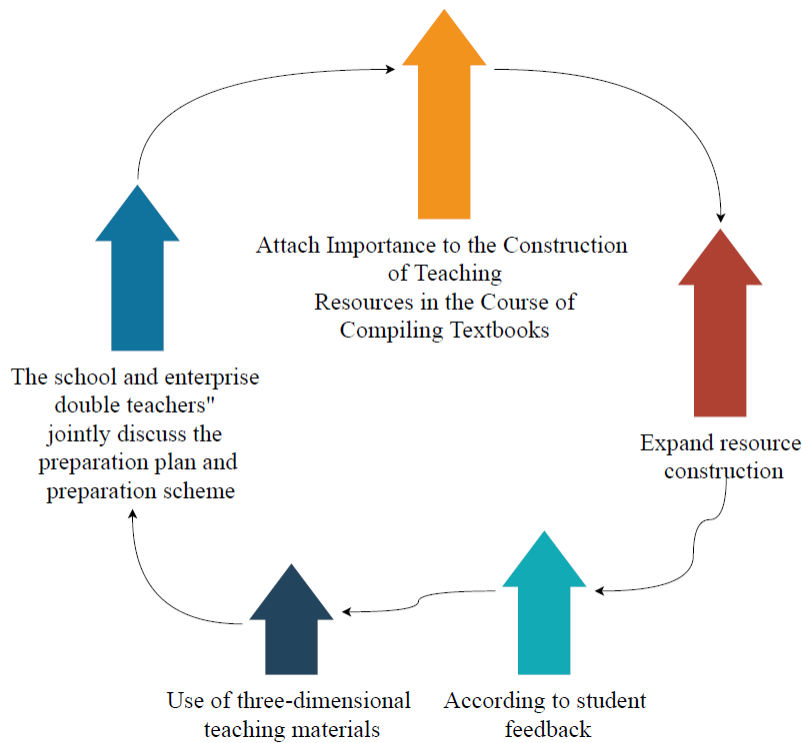 Attach Importance to the Construction
of Teaching
Resources in the Course of
Compiling Textbooks
The school and enterprise
double teachers"
jointly discuss the
preparation plan and
preparation scheme
Expand resource
construction
Use of three-dimensional
teaching materials
According to student
feedback